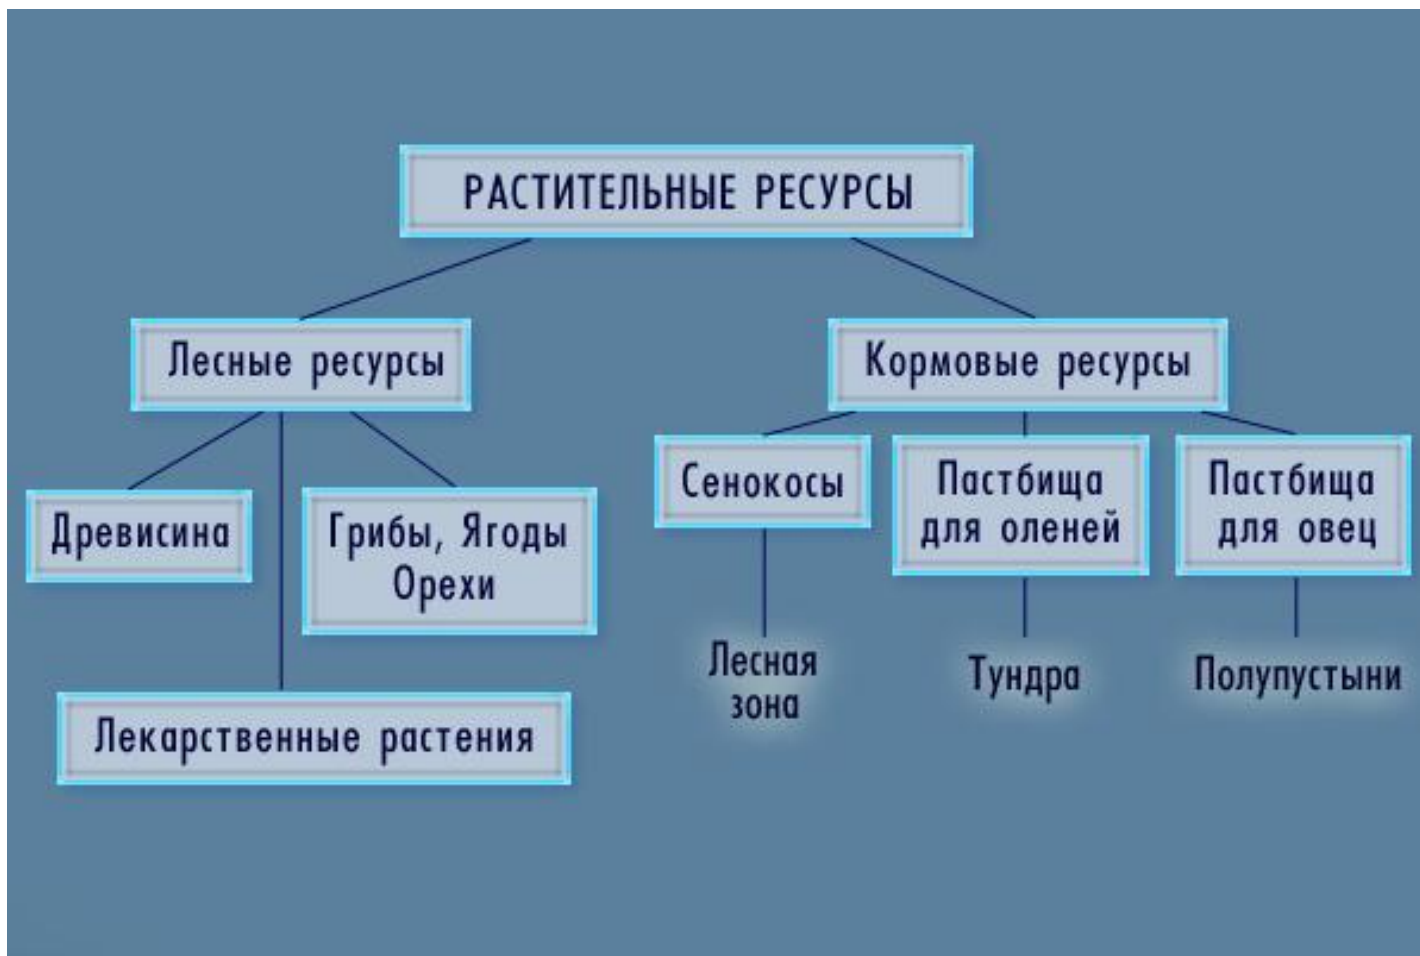 РАСТИТЕЛЬНЫЕ РЕСУРСЫ
Лесные ресурсы
Кормовые ресурсы
Древисина
Грибы, Ягоды
Орехи
Лекарственные растения
Сенокосы
Пастбища
для оленей
Пастбища
для овец
Лесная
зона
Тундра
Полупустыни